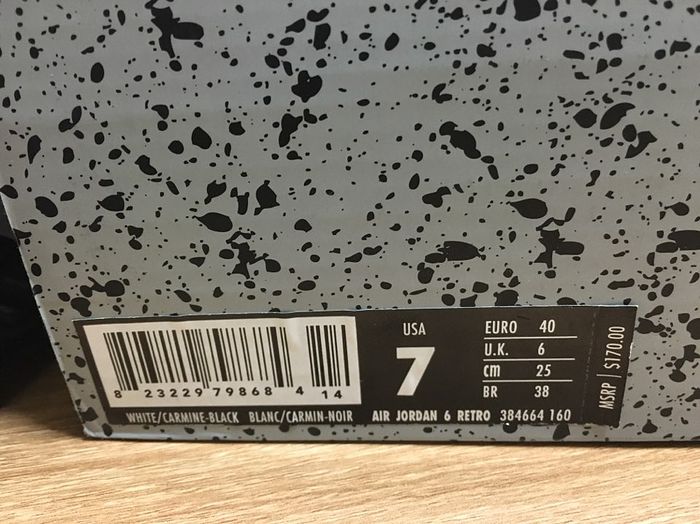 8 23229 79868 4 14
WHITE/CARMINE-BLACK BLANC/CARMIN-NOIR
USA
7
EURO 40
U.K. 6
cm 25
BR 38
AIR JORDAN 6 RETRO 384664 160
MSRP | $170.00